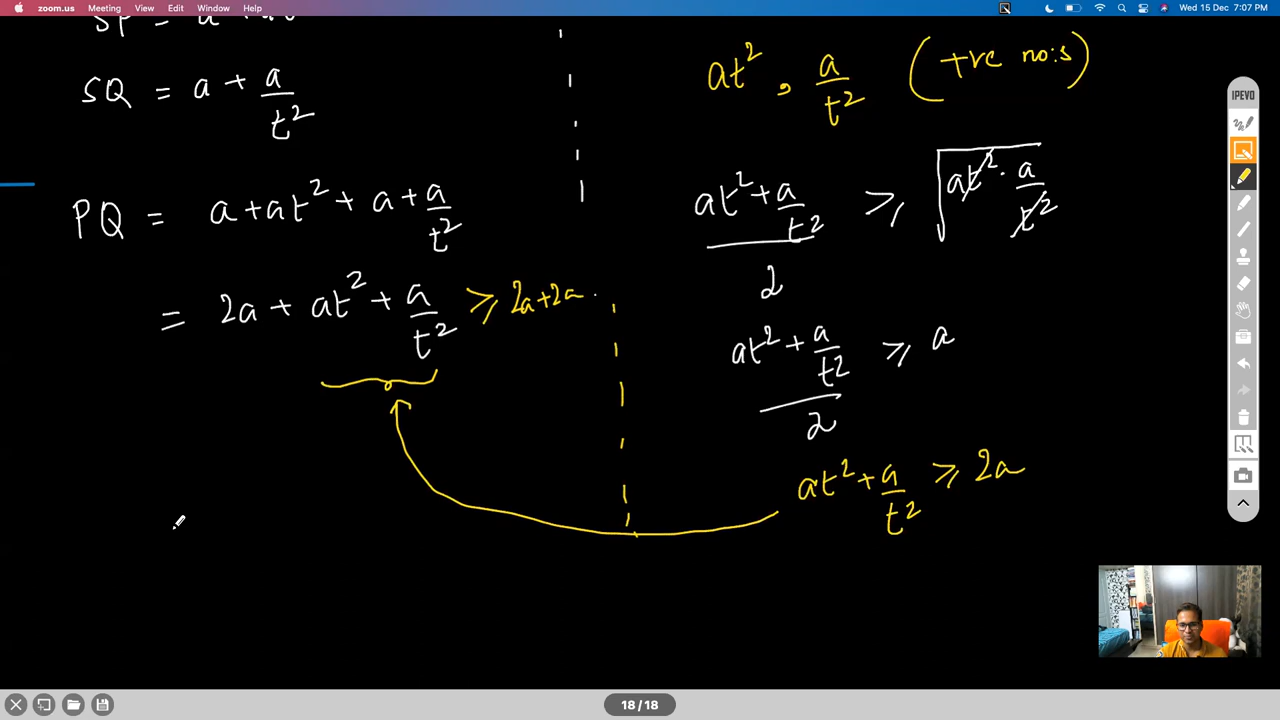 zoom.us Meeting View Edit Window Help Wed 15 Dec 7:07 PM
SQ = a + a/t²
PQ = a+at² + a + a/t²
= 2a + at² + a/t² ≥ 2a+2a
at² , a/t² (+ve no:s)
(at²+a/t²)/2 ≥ √(at² · a/t²)
(at² + a/t²)/2 ≥ a
at²+a/t² ≥ 2a
IPEVO
18 / 18